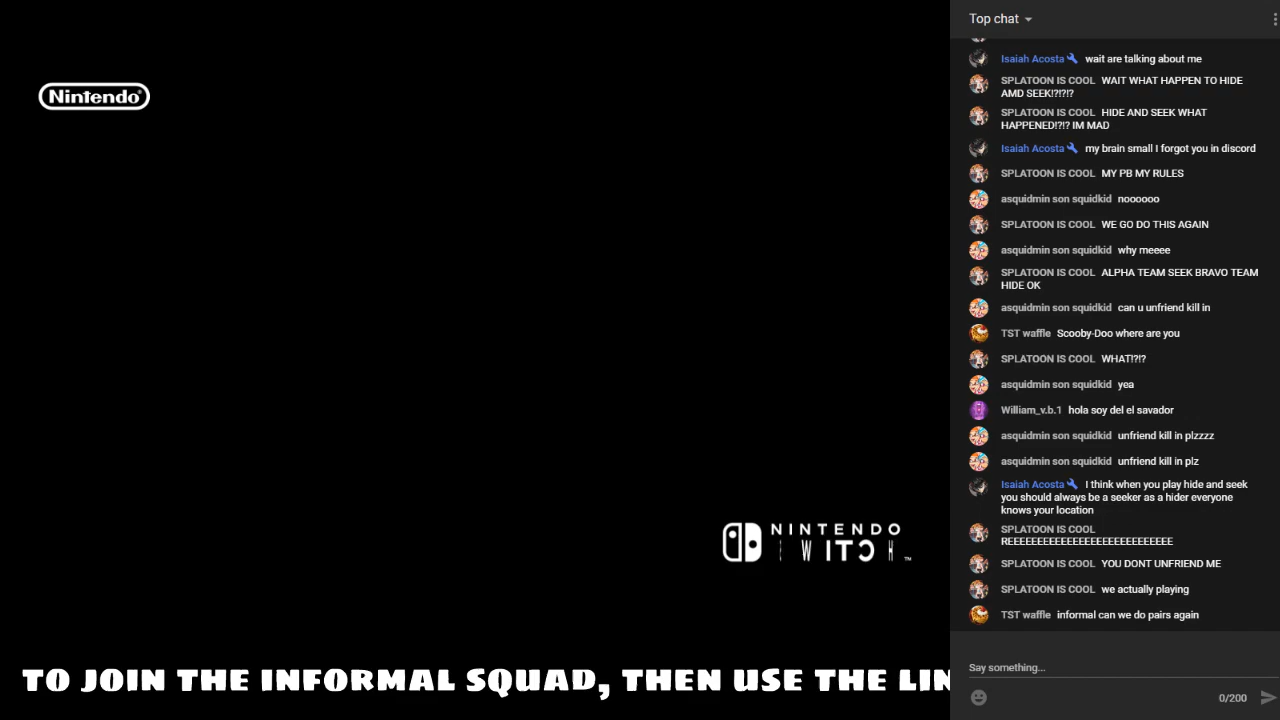 Top chat
Nintendo
Isaiah Acosta wait are talking about me
SPLATOON IS COOL WAIT WHAT HAPPEN TO HIDE
AMD SEEK!?!?!?
SPLATOON IS COOL HIDE AND SEEK WHAT
HAPPENED!?!? IM MAD
Isaiah Acosta my brain small I forgot you in discord
SPLATOON IS COOL MY PB MY RULES
asquidmin son squidkid noooooo
SPLATOON IS COOL WE GO DO THIS AGAIN
asquidmin son squidkid why meeee
SPLATOON IS COOL ALPHA TEAM SEEK BRAVO TEAM
HIDE OK
asquidmin son squidkid can u unfriend kill in
TST waffle Scooby-Doo where are you
SPLATOON IS COOL WHAT!?!?
asquidmin son squidkid yea
William_v.b.1 hola soy del el savador
asquidmin son squidkid unfriend kill in plzzzz
asquidmin son squidkid unfriend kill in plz
Isaiah Acosta I think when you play hide and seek
you should always be a seeker as a hider everyone
knows your location
SPLATOON IS COOL
REEEEEEEEEEEEEEEEEEEEEEEEEE
SPLATOON IS COOL YOU DONT UNFRIEND ME
SPLATOON IS COOL we actually playing
TST waffle informal can we do pairs again
NINTENDO
WITCH
TO JOIN THE INFORMAL SQUAD, THEN USE THE LIN
Say something...
0/200